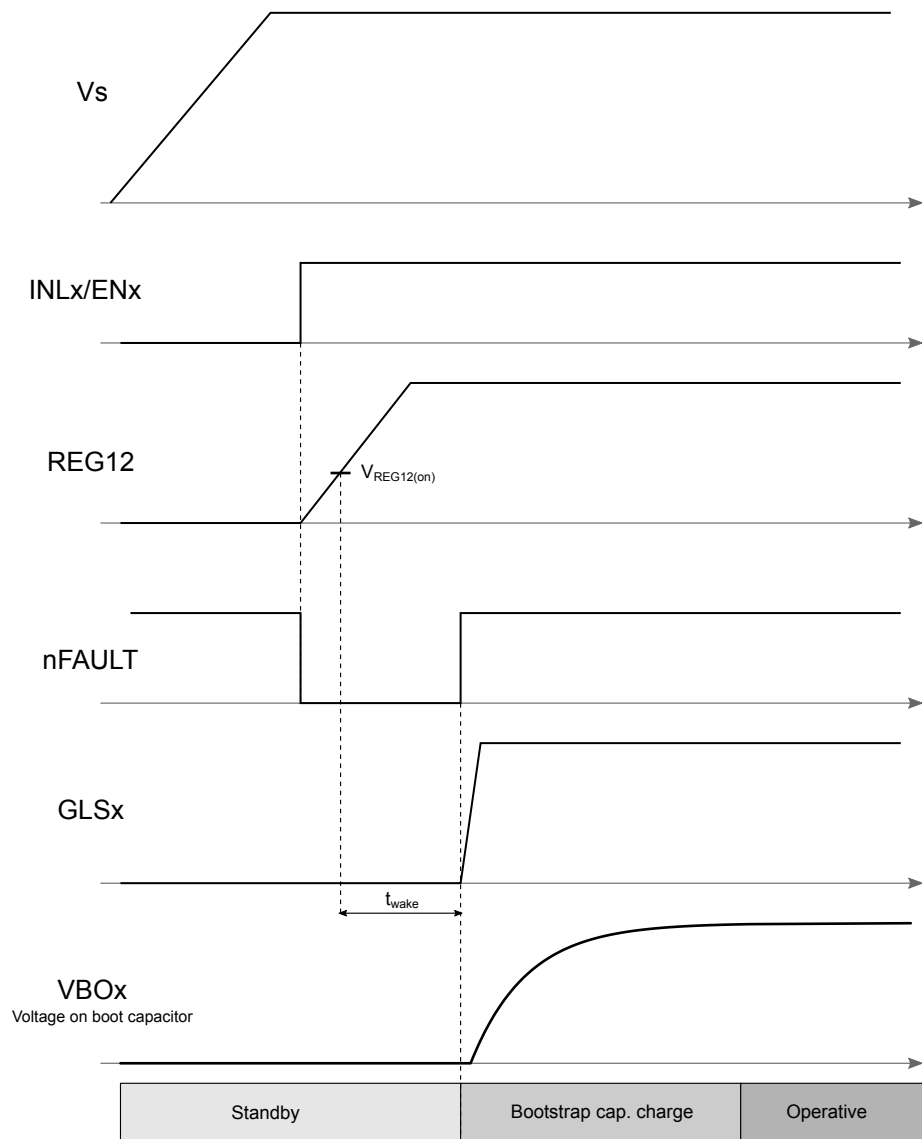 Vs
INLx/ENx
REG12
VREG12(on)
nFAULT
GLSx
twake
VBOx
Voltage on boot capacitor
Standby
Bootstrap cap. charge
Operative